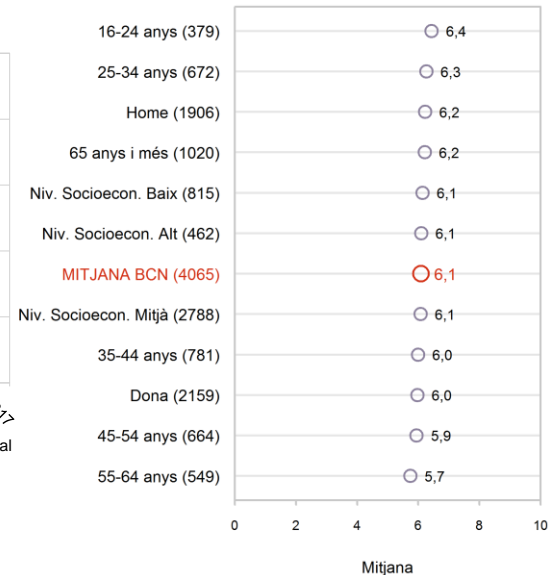 16-24 anys (379) 6,4
25-34 anys (672) 6,3
Home (1906) 6,2
65 anys i més (1020) 6,2
Niv. Socioecon. Baix (815) 6,1
Niv. Socioecon. Alt (462) 6,1
MITJANA BCN (4065) 6,1
Niv. Socioecon. Mitjà (2788) 6,1
35-44 anys (781) 6,0
Dona (2159) 6,0
45-54 anys (664) 5,9
55-64 anys (549) 5,7
0 2 4 6 8 10
Mitjana
17
al